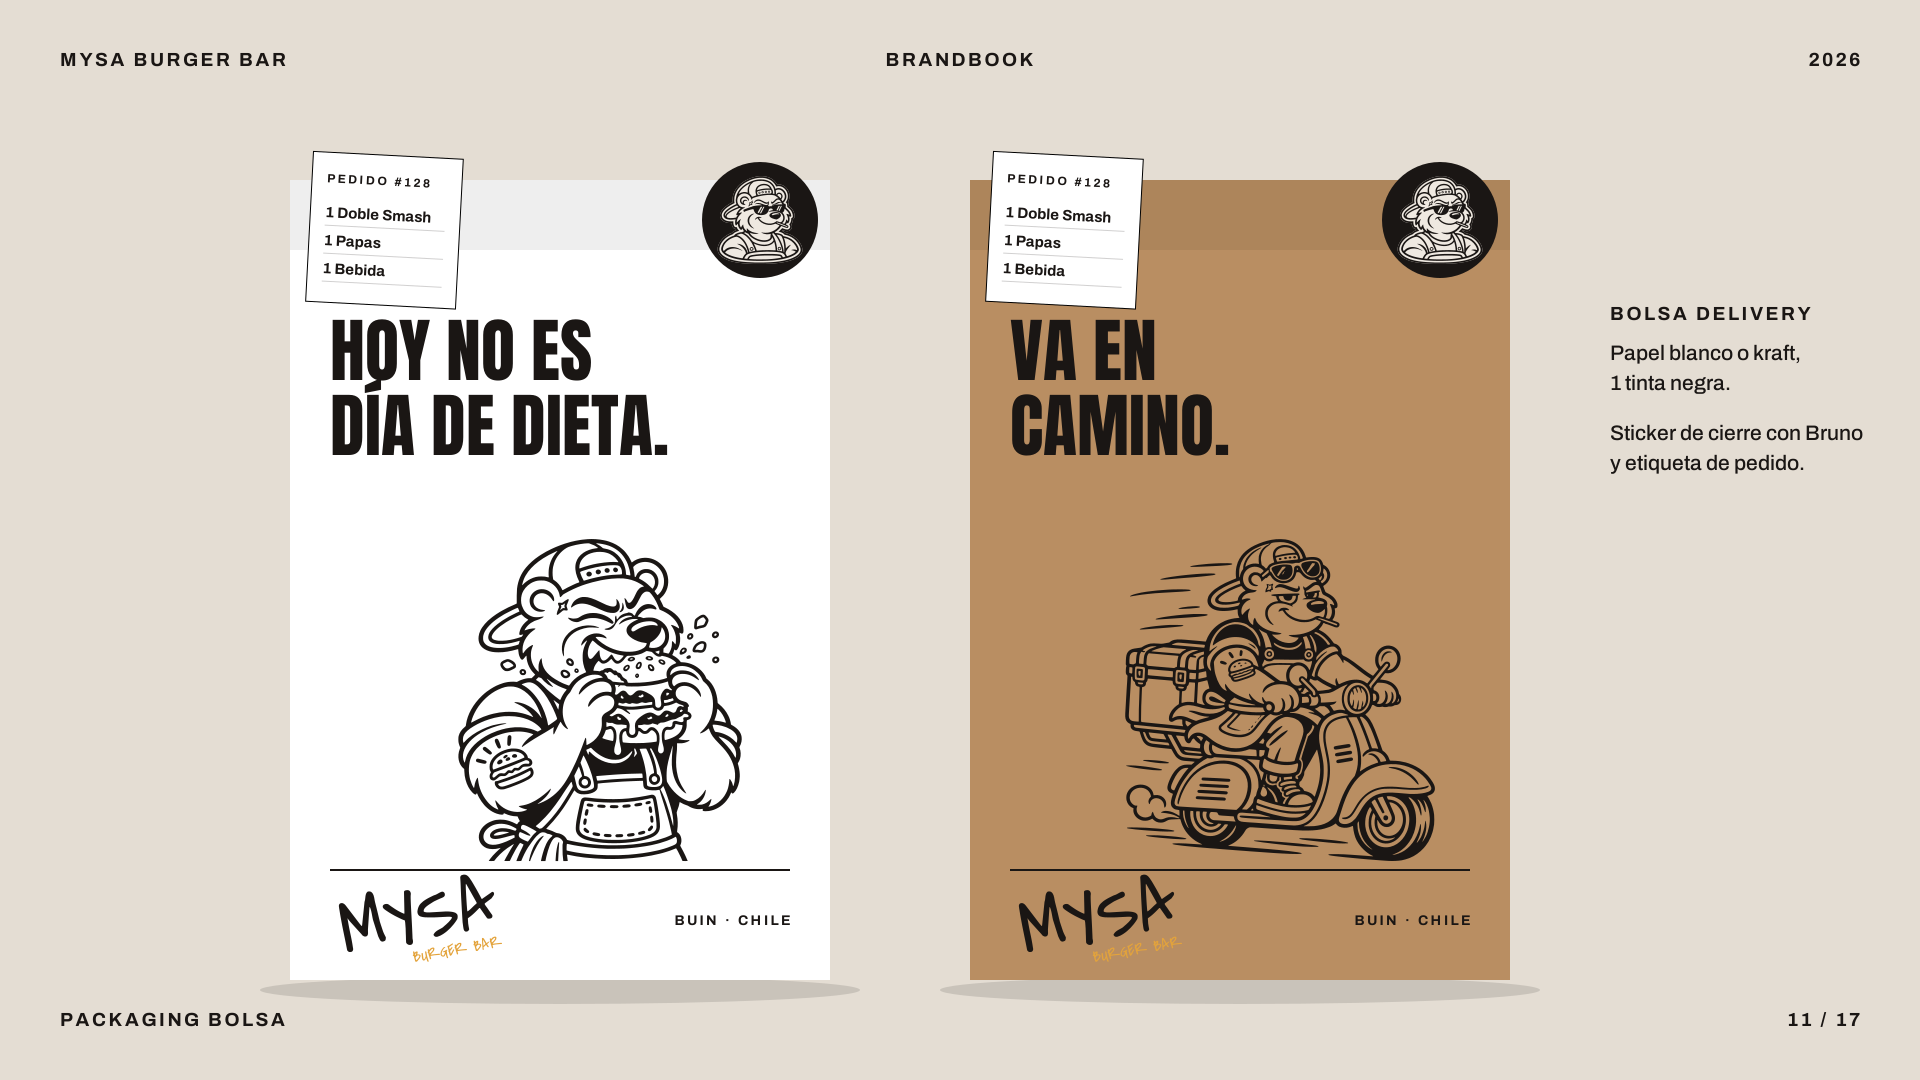 MYSA BURGER BAR
BRANDBOOK
2026
PEDIDO #128
1 Doble Smash
1 Papas
1 Bebida
HOY NO ES
DÍA DE DIETA.
MYSA
BURGER BAR
BUIN · CHILE
PEDIDO #128
1 Doble Smash
1 Papas
1 Bebida
VA EN
CAMINO.
MYSA
BURGER BAR
BUIN · CHILE
BOLSA DELIVERY
Papel blanco o kraft,
1 tinta negra.
Sticker de cierre con Bruno
y etiqueta de pedido.
PACKAGING BOLSA
11 / 17